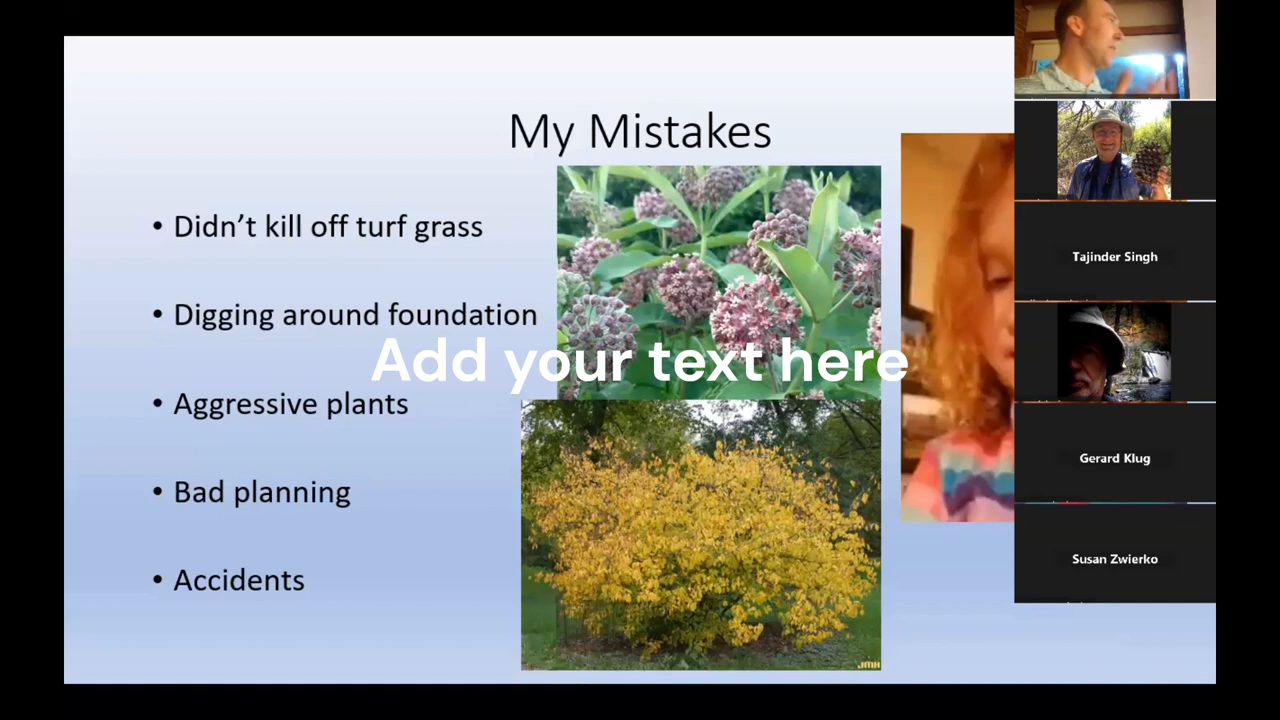 My Mistakes
• Didn’t kill off turf grass
• Digging around foundation
Add your text here
• Aggressive plants
• Bad planning
• Accidents
JMH
Tajinder Singh
Gerard Klug
Susan Zwierko